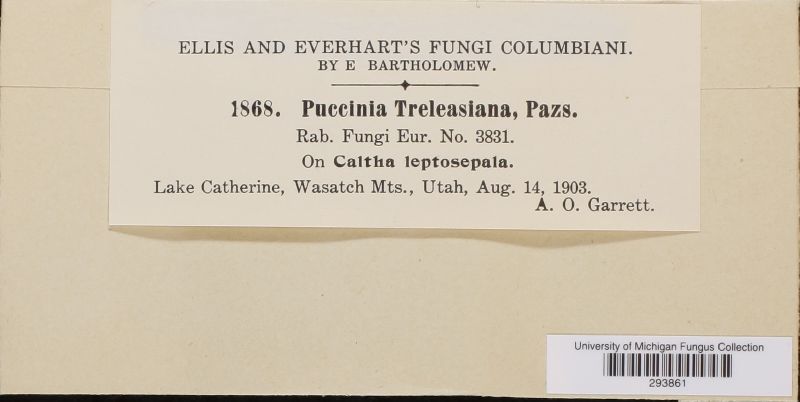 ELLIS AND EVERHART'S FUNGI COLUMBIANI.
BY E BARTHOLOMEW.
1868. Puccinia Treleasiana, Pazs.
Rab. Fungi Eur. No. 3831.
On Caltha leptosepala.
Lake Catherine, Wasatch Mts., Utah, Aug. 14, 1903.
A. O. Garrett.
University of Michigan Fungus Collection
293861